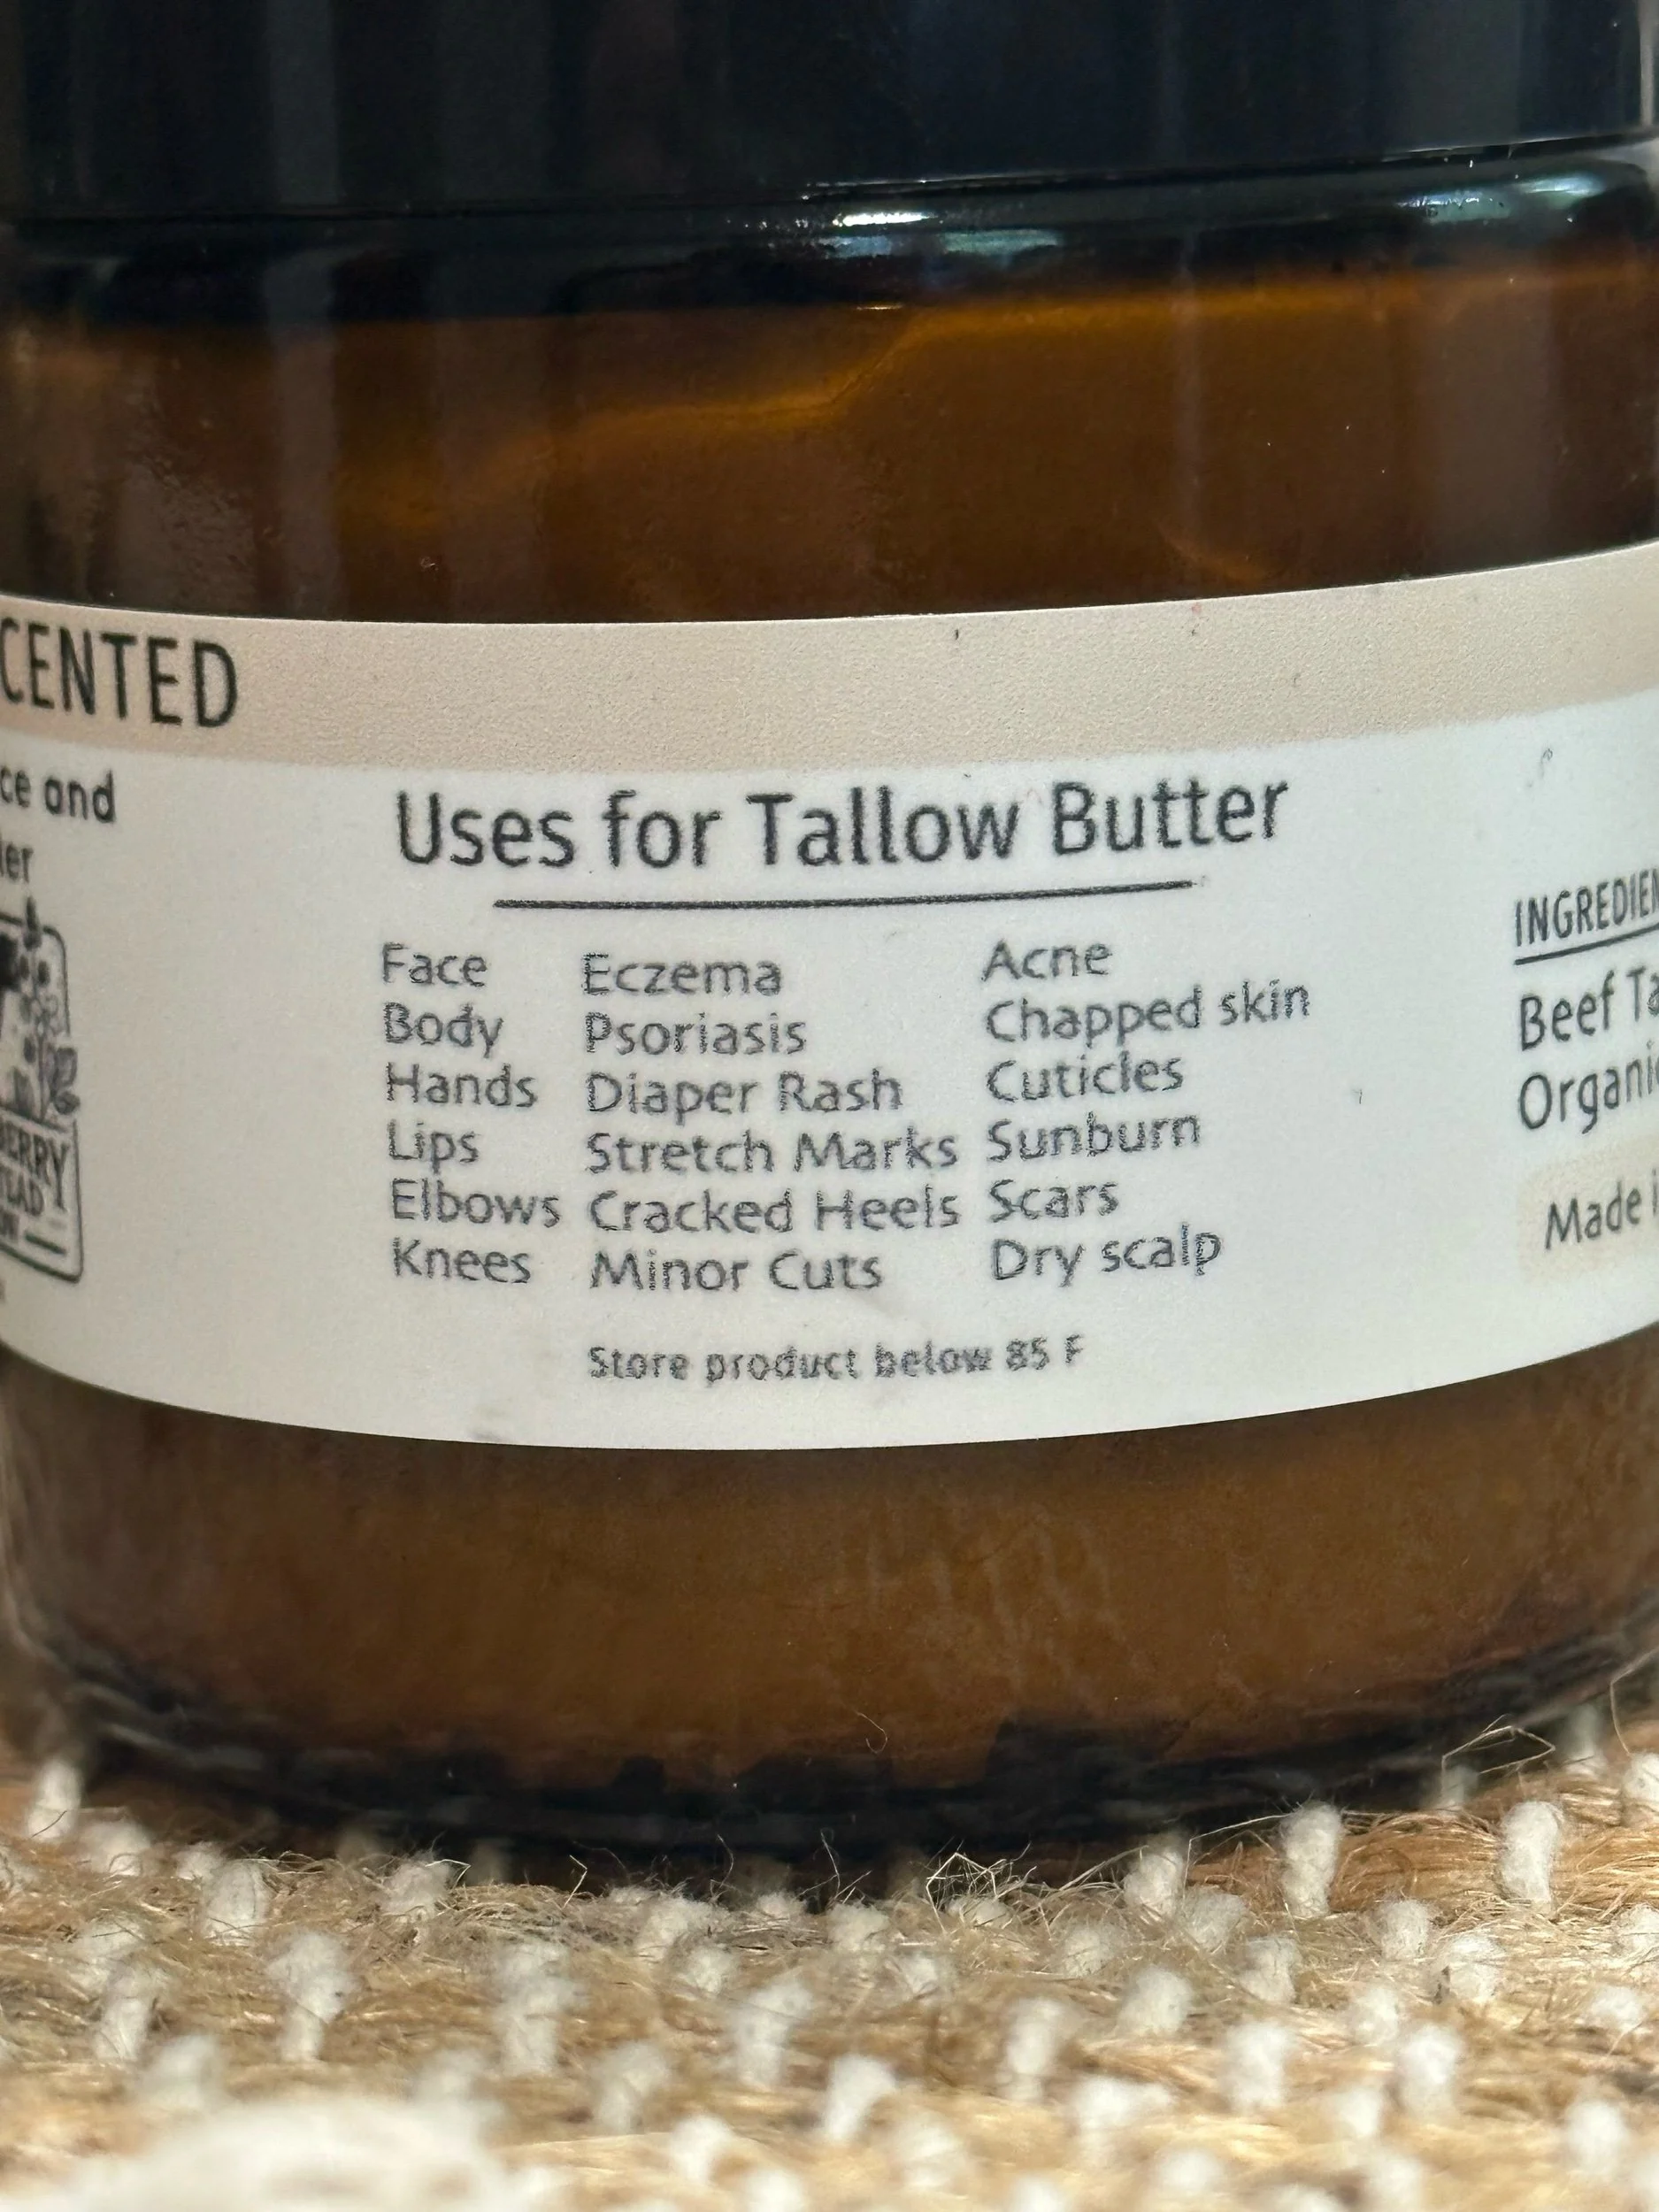 CENTED
ce and
Uses for Tallow Butter
Face
Body
Hands
Lips
Elbows
Knees
Eczema
Psoriasis
Diaper Rash
Stretch Marks
Cracked Heels
Minor Cuts
Acne
Chapped skin
Cuticles
Sunburn
Scars
Dry scalp
Store product below 85 F
INGREDIEN
Beef Ta
Organi
Made i
BERRY